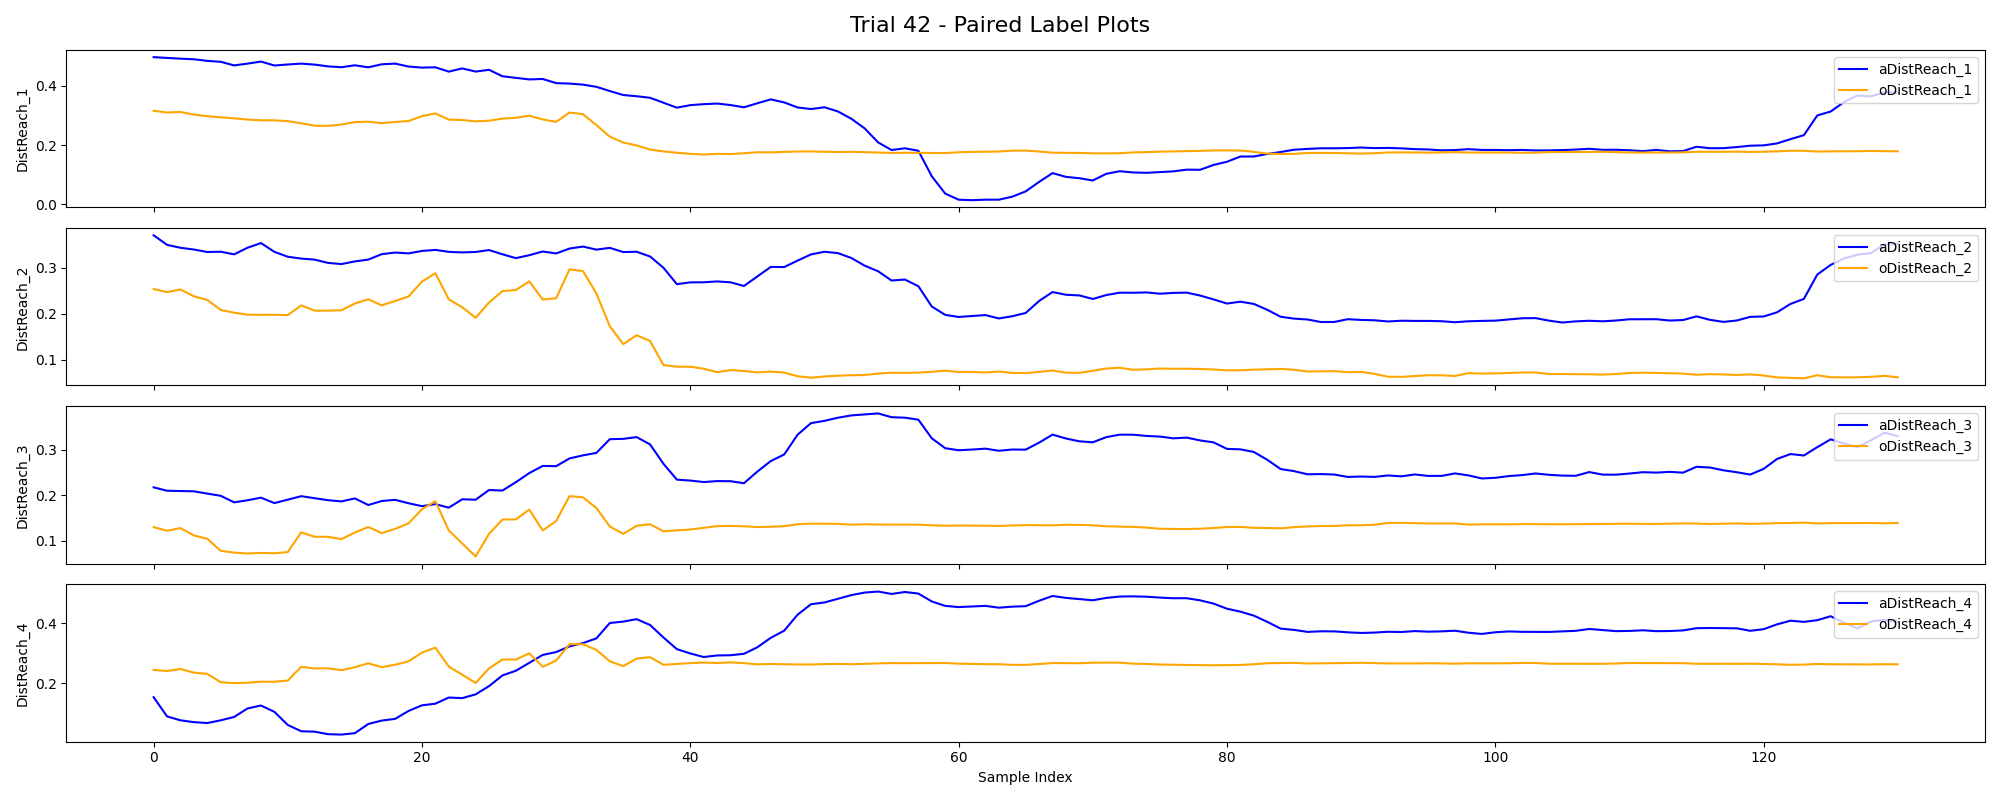 Trial 42 - Paired Label Plots
DistReach_1
0.4
0.2
0.0
aDistReach_1
oDistReach_1
DistReach_2
0.3
0.2
0.1
aDistReach_2
oDistReach_2
DistReach_3
0.3
0.2
0.1
aDistReach_3
oDistReach_3
DistReach_4
0.4
0.2
aDistReach_4
oDistReach_4
0 20 40 60 80 100 120
Sample Index